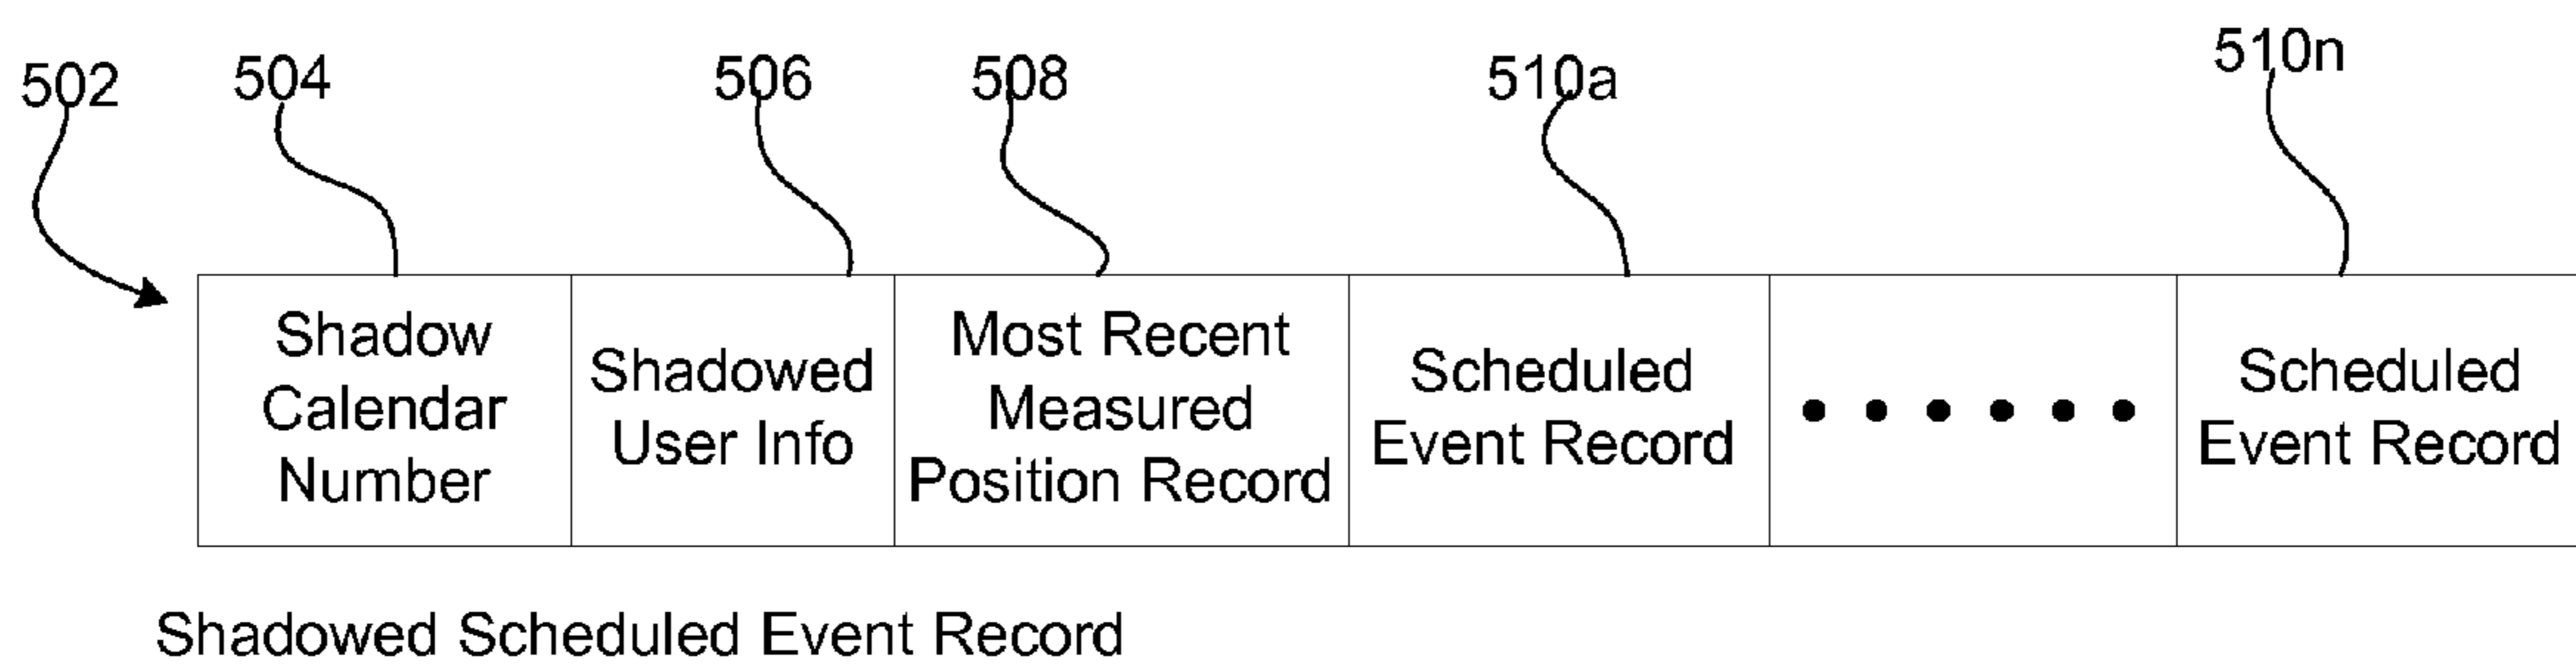 502
504
506
508
510a
510n
Shadow
Calendar
Number
Shadowed
User Info
Most Recent
Measured
Position Record
Scheduled
Event Record
Scheduled
Event Record
Shadowed Scheduled Event Record